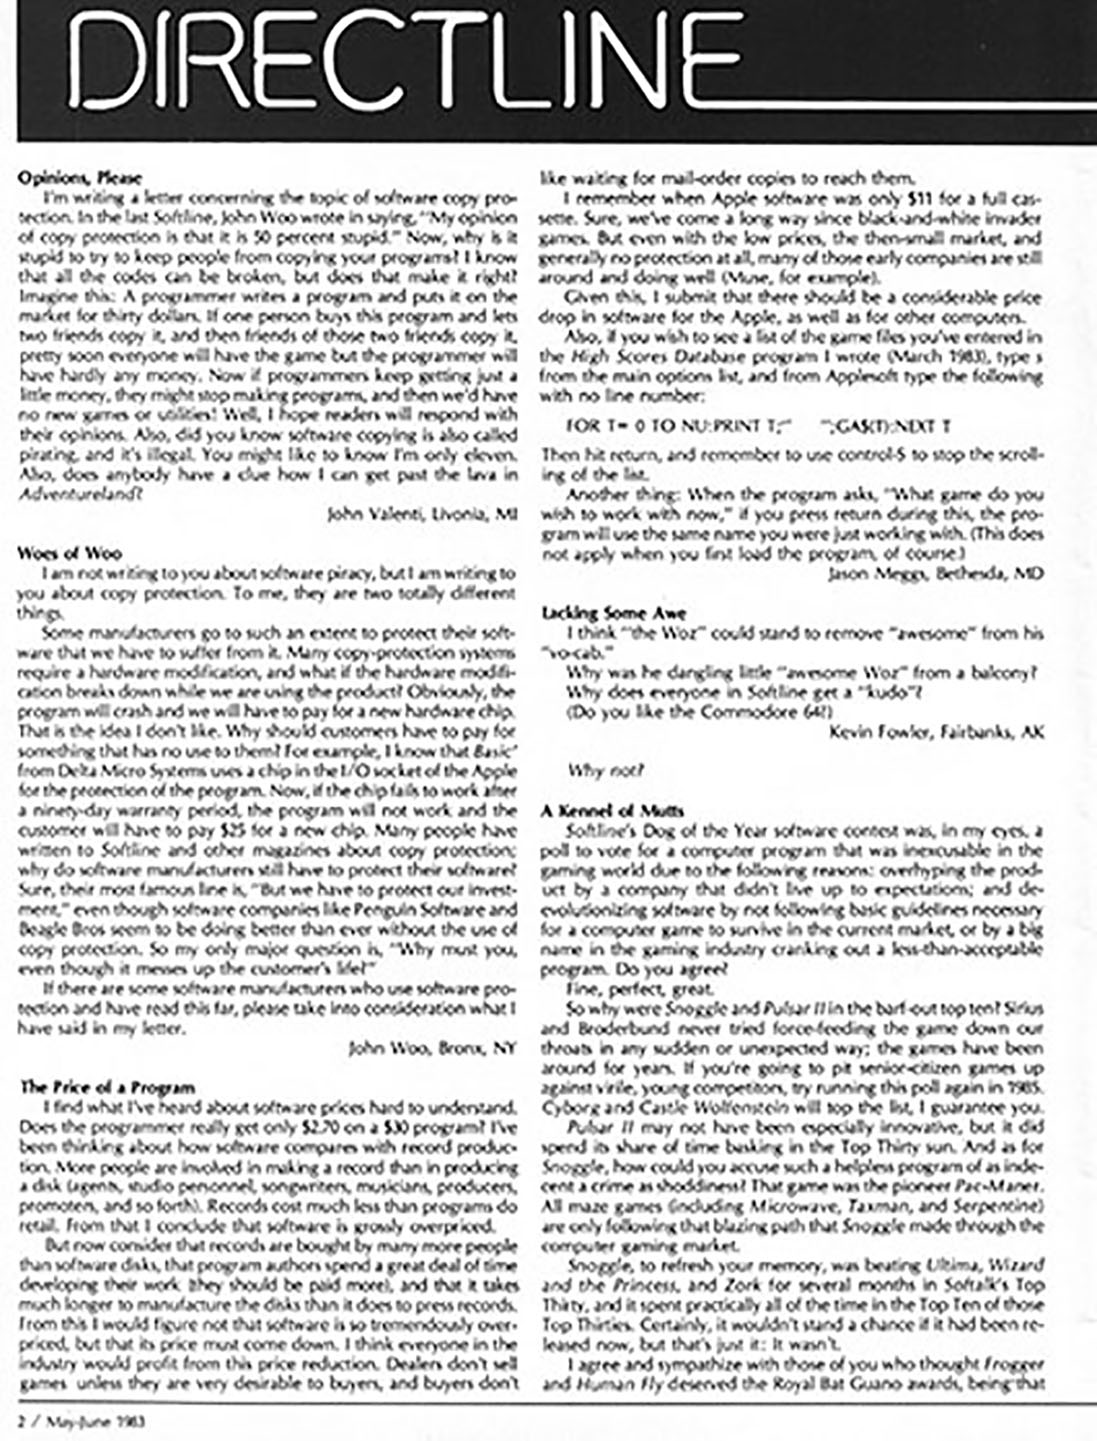 DIRECTLINE
Opinions, Please
I'm writing a letter concerning the topic of software copy pro-
tection. In the last Softline, John Woo wrote in saying, "My opinion
of copy protection is that it is 50 percent stupid." Now, why is it
stupid to try to keep people from copying your programs? I know
that all the codes can be broken, but does that make it right?
Imagine this: A programmer writes a program and puts it on the
market for thirty dollars. If one person buys this program and lets
two friends copy it, and then friends of those two friends copy it,
pretty soon everyone will have the game but the programmer will
have hardly any money. Now if programmers keep getting just a
little money, they might stop making programs, and then we'd have
no new games or utilities! Well, I hope readers will respond with
their opinions. Also, did you know software copying is also called
pirating, and it's illegal. You might like to know I'm only eleven.
Also, does anybody have a clue how I can get past the lava in
Adventureland?
John Valenti, Livonia, MI
Woes of Woo
I am not writing to you about software piracy, but I am writing to
you about copy protection. To me, they are two totally different
things.
Some manufacturers go to such an extent to protect their soft-
ware that we have to suffer from it. Many copy-protection systems
require a hardware modification, and what if the hardware modifi-
cation breaks down while we are using the product? Obviously, the
program will crash and we will have to pay for a new hardware chip.
That is the idea I don't like. Why should customers have to pay for
something that has no use to them? For example, I know that Basic'
from Delta Micro Systems uses a chip in the I/O socket of the Apple
for the protection of the program. Now, if the chip fails to work after
a ninety-day warranty period, the program will not work and the
customer will have to pay $25 for a new chip. Many people have
written to Softline and other magazines about copy protection;
why do software manufacturers still have to protect their software?
Sure, their most famous line is, "But we have to protect our invest-
ment," even though software companies like Penguin Software and
Beagle Bros seem to be doing better than ever without the use of
copy protection. So my only major question is, "Why must you,
even though it messes up the customer's life?"
If there are some software manufacturers who use software pro-
tection and have read this far, please take into consideration what I
have said in my letter.
John Woo, Bronx, NY
The Price of a Program
I find what I've heard about software prices hard to understand.
Does the programmer really get only $2.70 on a $30 program? I've
been thinking about how software compares with record produc-
tion. More people are involved in making a record than in producing
a disk (agents, studio personnel, songwriters, musicians, producers,
promoters, and so forth). Records cost much less than programs do
retail. From that I conclude that software is grossly overpriced.
But now consider that records are bought by many more people
than software disks, that program authors spend a great deal of time
developing their work (they should be paid more), and that it takes
much longer to manufacture the disks than it does to press records.
From this I would figure not that software is so tremendously over-
priced, but that its price must come down. I think everyone in the
industry would profit from this price reduction. Dealers don't sell
games unless they are very desirable to buyers, and buyers don't
like waiting for mail-order copies to reach them.
I remember when Apple software was only $11 for a full cas-
sette. Sure, we've come a long way since black-and-white invader
games. But even with the low prices, the then-small market, and
generally no protection at all, many of those early companies are still
around and doing well (Muse, for example).
Given this, I submit that there should be a considerable price
drop in software for the Apple, as well as for other computers.
Also, if you wish to see a list of the game files you've entered in
the High Scores Database program I wrote (March 1983), type s
from the main options list, and from Applesoft type the following
with no line number:
FOR T= 0 TO NU:PRINT T;" ";GA$(T):NEXT T
Then hit return, and remember to use control-S to stop the scroll-
ing of the list.
Another thing: When the program asks, "What game do you
wish to work with now," if you press return during this, the pro-
gram will use the same name you were just working with. (This does
not apply when you first load the program, of course.)
Jason Meggs, Bethesda, MD
Lacking Some Awe
I think "the Woz" could stand to remove "awesome" from his
"vo-cab."
Why was he dangling little "awesome Woz" from a balcony?
Why does everyone in Softline get a "kudo"?
(Do you like the Commodore 64?)
Kevin Fowler, Fairbanks, AK
Why not?
A Kennel of Mutts
Softline's Dog of the Year software contest was, in my eyes, a
poll to vote for a computer program that was inexcusable in the
gaming world due to the following reasons: overhyping the prod-
uct by a company that didn't live up to expectations; and de-
evolutionizing software by not following basic guidelines necessary
for a computer game to survive in the current market, or by a big
name in the gaming industry cranking out a less-than-acceptable
program. Do you agree?
Fine, perfect, great.
So why were Snoggle and Pulsar II in the barf-out top ten? Sirius
and Broderbund never tried force-feeding the game down our
throats in any sudden or unexpected way; the games have been
around for years. If you're going to pit senior-citizen games up
against virile, young competitors, try running this poll again in 1985.
Cyborg and Castle Wolfenstein will top the list, I guarantee you.
Pulsar II may not have been especially innovative, but it did
spend its share of time basking in the Top Thirty sun. And as for
Snoggle, how could you accuse such a helpless program of as inde-
cent a crime as shoddiness? That game was the pioneer Pac-Maner.
All maze games (including Microwave, Taxman, and Serpentine)
are only following that blazing path that Snoggle made through the
computer gaming market.
Snoggle, to refresh your memory, was beating Ultima, Wizard
and the Princess, and Zork for several months in Softalk's Top
Thirty, and it spent practically all of the time in the Top Ten of those
Top Thirties. Certainly, it wouldn't stand a chance if it had been re-
leased now, but that's just it: It wasn't.
I agree and sympathize with those of you who thought Frogger
and Human Fly deserved the Royal Bat Guano awards, being that
2 / May-June 1983